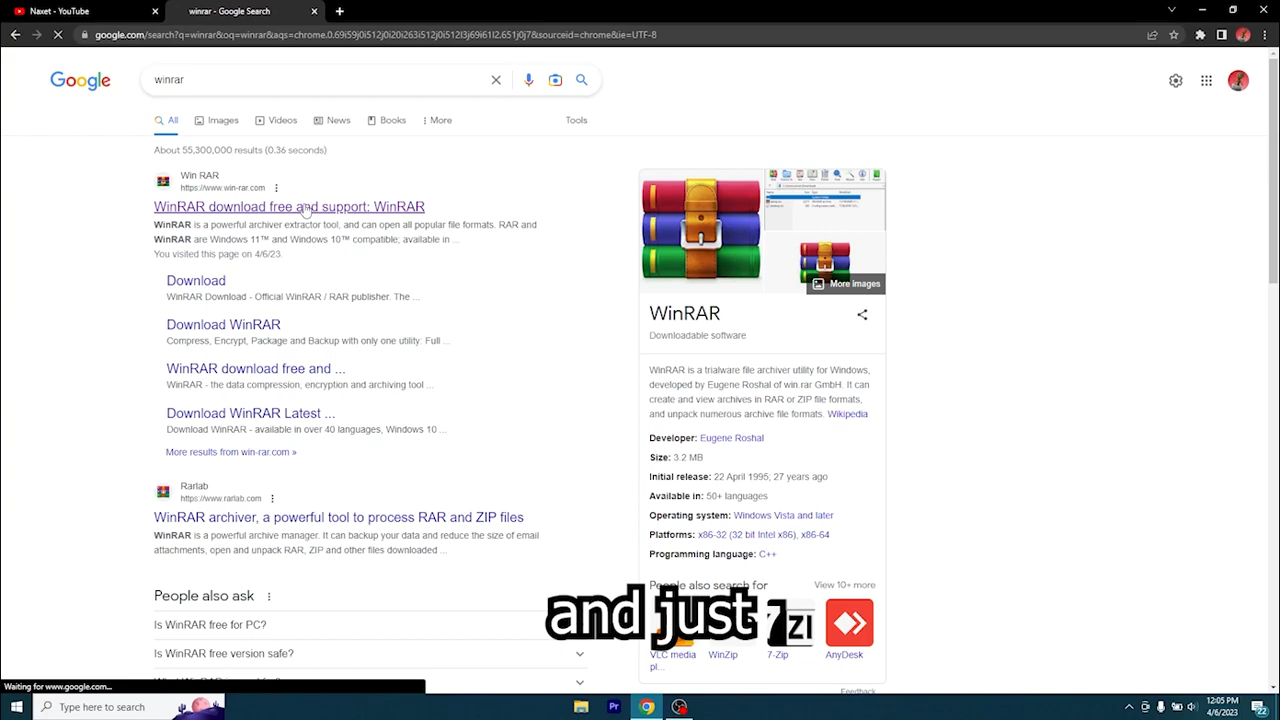 Naxet - YouTube
winrar - Google Search
google.com/search?q=winrar&oq=winrar&aqs=chrome.0.69i59j0i512j0i20i263i512j0i512l3j69i61l2.651j0j7&sourceid=chrome&ie=UTF-8
Google
winrar
All
Images
Videos
News
Books
More
Tools
About 55,300,000 results (0.36 seconds)
Win RAR
https://www.win-rar.com
WinRAR download free and support: WinRAR
WinRAR is a powerful archiver extractor tool, and can open all popular file formats. RAR and
WinRAR are Windows 11™ and Windows 10™ compatible; available in ...
You visited this page on 4/6/23.
Download
WinRAR Download - Official WinRAR / RAR publisher. The ...
Download WinRAR
Compress, Encrypt, Package and Backup with only one utility: Full ...
WinRAR download free and ...
WinRAR - the data compression, encryption and archiving tool ...
Download WinRAR Latest ...
Download WinRAR - available in over 40 languages, Windows 10 ...
More results from win-rar.com »
Rarlab
https://www.rarlab.com
WinRAR archiver, a powerful tool to process RAR and ZIP files
WinRAR is a powerful archive manager. It can backup your data and reduce the size of email
attachments, open and unpack RAR, ZIP and other files downloaded ...
People also ask
Is WinRAR free for PC?
Is WinRAR free version safe?
More images
WinRAR
Downloadable software
WinRAR is a trialware file archiver utility for Windows,
developed by Eugene Roshal of win.rar GmbH. It can
create and view archives in RAR or ZIP file formats,
and unpack numerous archive file formats. Wikipedia
Developer: Eugene Roshal
Size: 3.2 MB
Initial release: 22 April 1995; 27 years ago
Available in: 50+ languages
Operating system: Windows Vista and later
Platforms: x86-32 (32 bit Intel x86), x86-64
Programming language: C++
People also search for
View 10+ more
and just
VLC media
pl...
WinZip
7-Zip
AnyDesk
Feedback
Waiting for www.google.com...
Type here to search
Pr
12:05 PM
4/6/2023
22